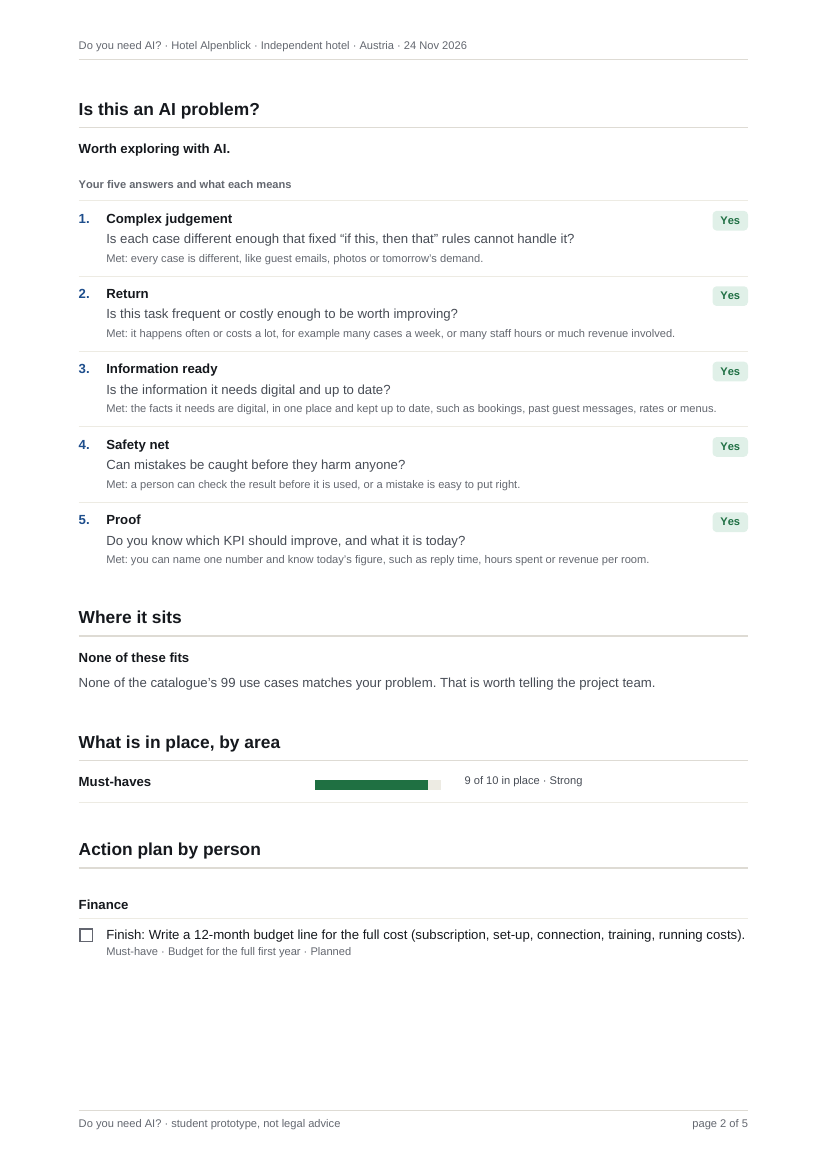 Do you need AI? · Hotel Alpenblick · Independent hotel · Austria · 24 Nov 2026
Is this an AI problem?
Worth exploring with AI.
Your five answers and what each means
1. Complex judgement Yes
Is each case different enough that fixed “if this, then that” rules cannot handle it?
Met: every case is different, like guest emails, photos or tomorrow’s demand.
2. Return Yes
Is this task frequent or costly enough to be worth improving?
Met: it happens often or costs a lot, for example many cases a week, or many staff hours or much revenue involved.
3. Information ready Yes
Is the information it needs digital and up to date?
Met: the facts it needs are digital, in one place and kept up to date, such as bookings, past guest messages, rates or menus.
4. Safety net Yes
Can mistakes be caught before they harm anyone?
Met: a person can check the result before it is used, or a mistake is easy to put right.
5. Proof Yes
Do you know which KPI should improve, and what it is today?
Met: you can name one number and know today’s figure, such as reply time, hours spent or revenue per room.
Where it sits
None of these fits
None of the catalogue’s 99 use cases matches your problem. That is worth telling the project team.
What is in place, by area
Must-haves 9 of 10 in place · Strong
Action plan by person
Finance
Finish: Write a 12-month budget line for the full cost (subscription, set-up, connection, training, running costs).
Must-have · Budget for the full first year · Planned
Do you need AI? · student prototype, not legal advice page 2 of 5